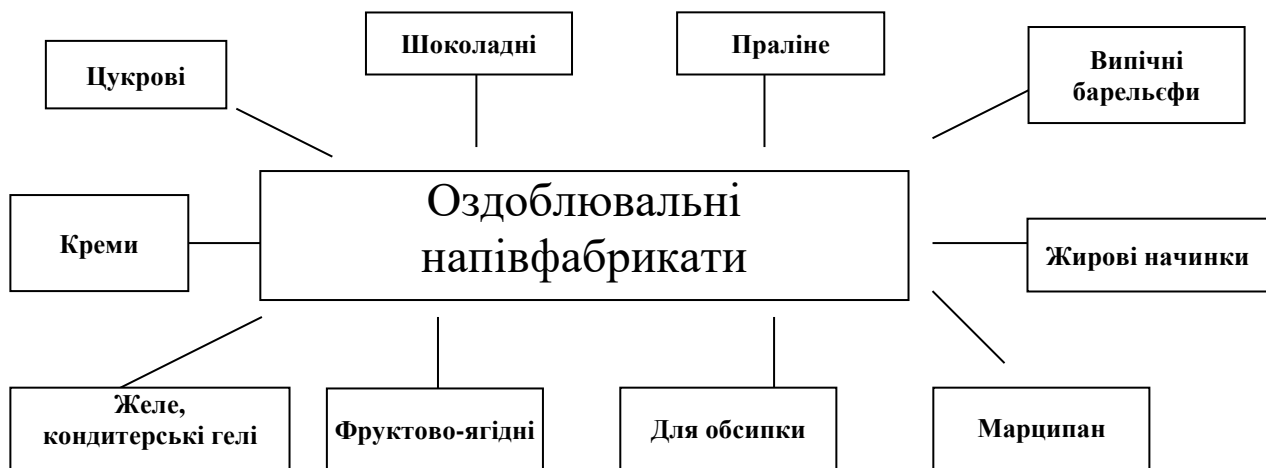 Цукрові
Шоколадні
Праліне
Випічні
барельєфи
Оздоблювальні
напівфабрикати
Креми
Жирові начинки
Желе,
кондитерські гелі
Фруктово-ягідні
Для обсипки
Марципан